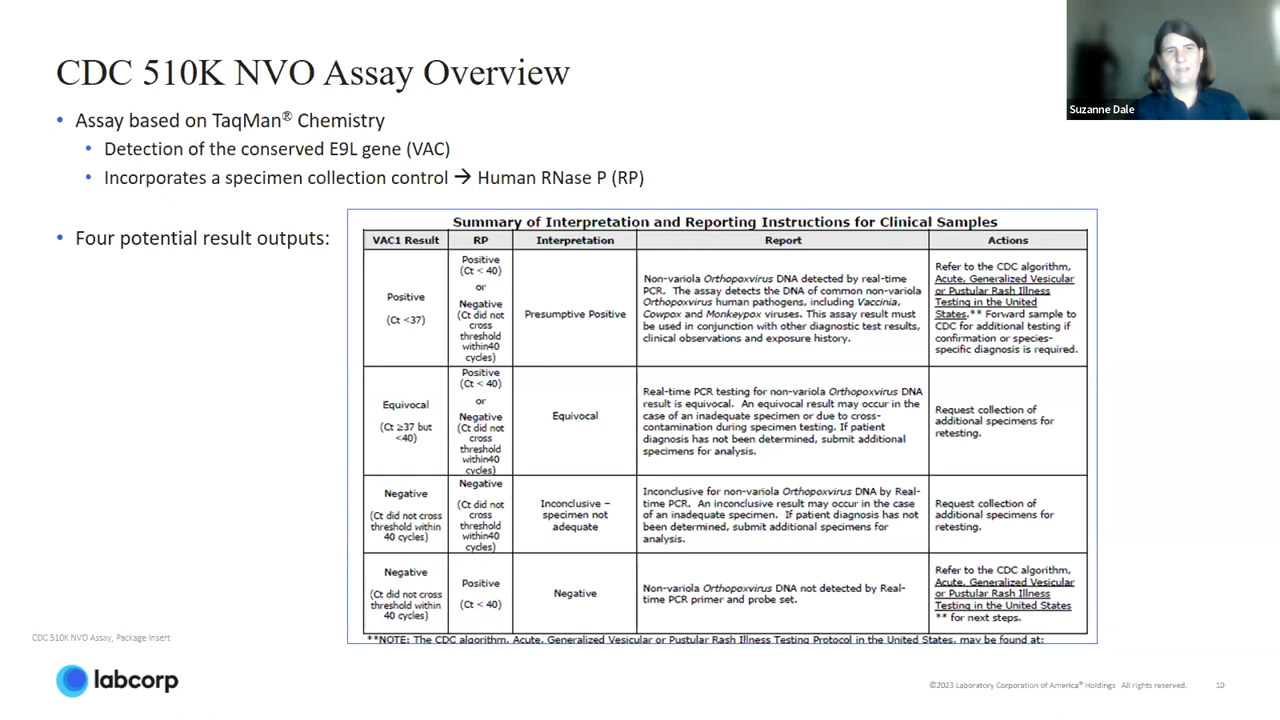 CDC 510K NVO Assay Overview
Suzanne Dale
• Assay based on TaqMan® Chemistry
• Detection of the conserved E9L gene (VAC)
• Incorporates a specimen collection control → Human RNase P (RP)
• Four potential result outputs:
Summary of Interpretation and Reporting Instructions for Clinical Samples
VAC1 Result RP Interpretation Report Actions
Positive
(Ct <37)
Positive
(Ct < 40)
or
Negative
(Ct did not
cross
threshold
within40
cycles)
Presumptive Positive
Non-variola Orthopoxvirus DNA detected by real-time
PCR. The assay detects the DNA of common non-variola
Orthopoxvirus human pathogens, including Vaccinia,
Cowpox and Monkeypox viruses. This assay result must
be used in conjunction with other diagnostic test results,
clinical observations and exposure history.
Refer to the CDC algorithm,
Acute, Generalized Vesicular
or Pustular Rash Illness
Testing in the United
States.** Forward sample to
CDC for additional testing if
confirmation or species-
specific diagnosis is required.
Equivocal
(Ct ≥37 but
<40)
Positive
(Ct < 40)
or
Negative
(Ct did not
cross
threshold
within40
cycles)
Equivocal
Real-time PCR testing for non-variola Orthopoxvirus DNA
result is equivocal. An equivocal result may occur in the
case of an inadequate specimen or due to cross-
contamination during specimen testing. If patient
diagnosis has not been determined, submit additional
specimens for analysis.
Request collection of
additional specimens for
retesting.
Negative
(Ct did not cross
threshold within
40 cycles)
Negative
(Ct did not
cross
threshold
within40
cycles)
Inconclusive –
specimen not
adequate
Inconclusive for non-variola Orthopoxvirus DNA by Real-
time PCR. An inconclusive result may occur in the case
of an inadequate specimen. If patient diagnosis has not
been determined, submit additional specimens for
analysis.
Request collection of
additional specimens for
retesting.
Negative
(Ct did not cross
threshold within
40 cycles)
Positive
(Ct < 40)
Negative
Non-variola Orthopoxvirus DNA not detected by Real-
time PCR primer and probe set.
Refer to the CDC algorithm,
Acute, Generalized Vesicular
or Pustular Rash Illness
Testing in the United States
** for next steps.
**NOTE: The CDC algorithm, Acute, Generalized Vesicular or Pustular Rash Illness Testing Protocol in the United States, may be found at:
CDC 510K NVO Assay, Package Insert
labcorp
©2023 Laboratory Corporation of America® Holdings All rights reserved. 10